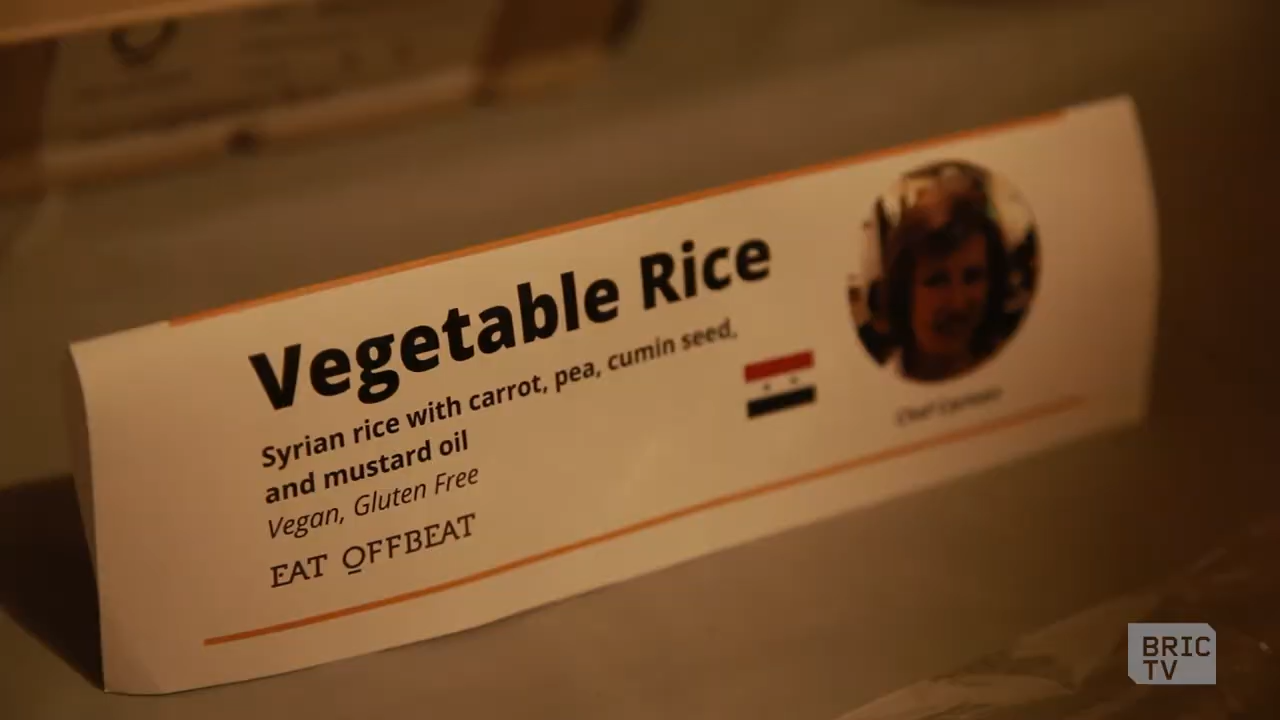 Vegetable Rice
Syrian rice with carrot, pea, cumin seed,
and mustard oil
Vegan, Gluten Free
EAT OFFBEAT
Chef
BRIC
TV